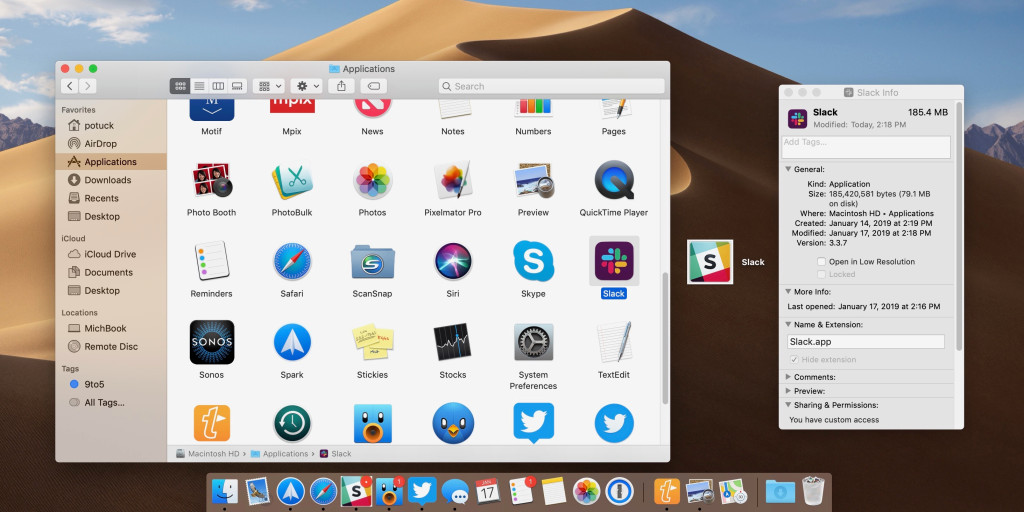 Applications
Search
Favorites
potuck
AirDrop
Applications
Downloads
Recents
Desktop
iCloud
iCloud Drive
Documents
Desktop
Locations
MichBook
Remote Disc
Tags
9to5
All Tags...
M
mpix
Motif
Mpix
News
Notes
Numbers
Pages
Photo Booth
PhotoBulk
Photos
Pixelmator Pro
Preview
QuickTime Player
S
S
Reminders
Safari
ScanSnap
Siri
Skype
Slack
SONOS
Sonos
Spark
Stickies
Stocks
System
Preferences
TextEdit
t
Macintosh HD › Applications › Slack
S
Slack
Slack Info
Slack
185.4 MB
Modified: Today, 2:18 PM
Add Tags...
General:
Kind: Application
Size: 185,420,581 bytes (79.1 MB
on disk)
Where: Macintosh HD • Applications
Created: January 14, 2019 at 2:19 PM
Modified: January 17, 2019 at 2:18 PM
Version: 3.3.7
Open in Low Resolution
Locked
More Info:
Last opened: January 17, 2019 at 2:16 PM
Name & Extension:
Slack.app
Hide extension
Comments:
Preview:
Sharing & Permissions:
You have custom access
S
1
JAN
17
1
t